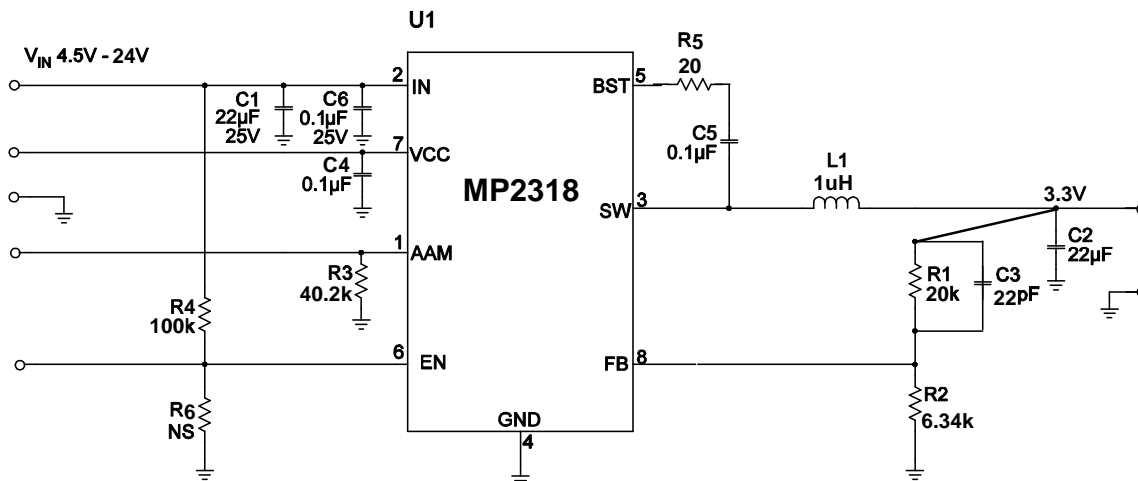 U1
V_IN 4.5V - 24V
2
IN
C1
22µF
25V
C6
0.1µF
25V
7
VCC
C4
0.1µF
1
AAM
R3
40.2k
R4
100k
6
EN
R6
NS
GND
4
MP2318
BST
5
R5
20
C5
0.1µF
SW
3
L1
1uH
3.3V
C2
22µF
R1
20k
C3
22pF
FB
8
R2
6.34k